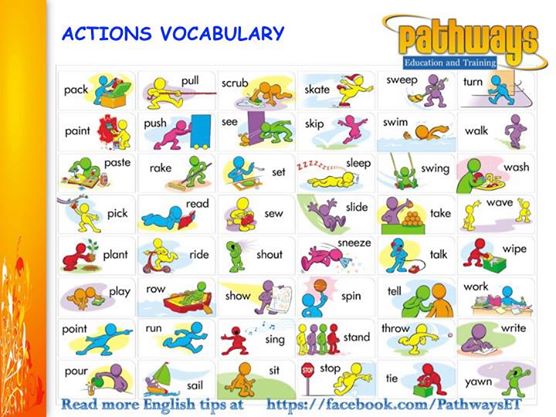 ACTIONS VOCABULARY
Pathways
Education and Training
pack pull scrub skate sweep turn
paint push see skip swim walk
paste rake set zzzzzzzz sleep swing wash
pick read sew slide take wave
plant ride shout sneeze talk wipe
play row show spin tell work
point run sing stand throw write
pour sail sit STOP stop tie yawn
Read more English tips at https://facebook.com/PathwaysET